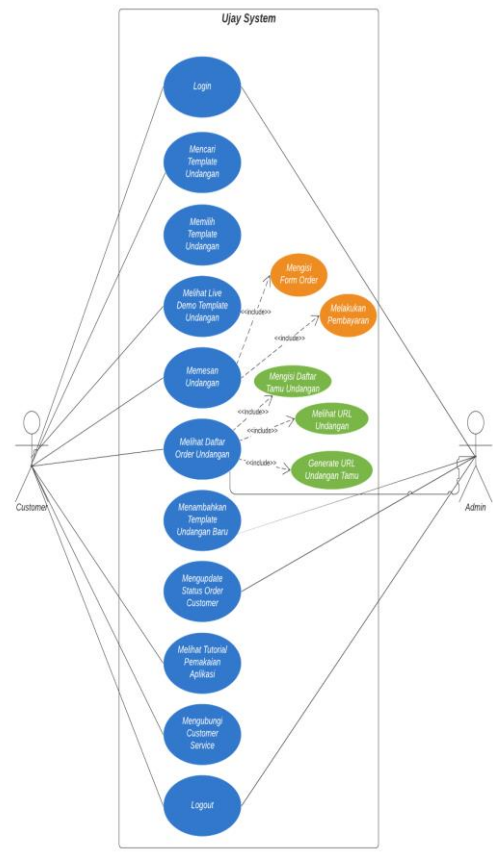 Ujay System
Login
Mencari
Template
Undangan
Memilih
Template
Undangan
Mengisi
Form Order
Melihat Live
Demo Template
Undangan
<<include>>
Melakukan
Pembayaran
<<include>>
Memesan
Undangan
Mengisi Daftar
Tamu Undangan
<<include>>
Melihat URL
Undangan
<<include>>
Melihat Daftar
Order Undangan
<<include>>
Generate URL
Undangan Tamu
Customer
Admin
Menambahkan
Template
Undangan Baru
Mengupdate
Status Order
Customer
Melihat Tutorial
Pemakaian
Aplikasi
Mengubungi
Customer
Service
Logout